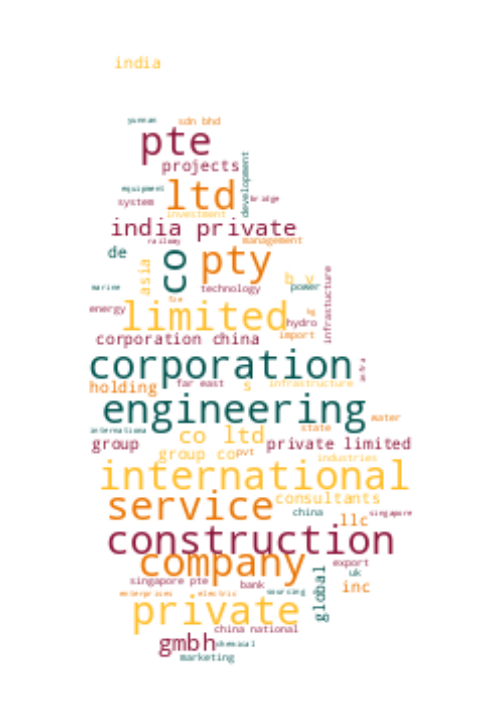 india
yunnan sdn bhd
pte
projects
development
equipment
ltd
system
bridge
investment
india private
railway
management
de
co
pty
asia
b v
technology
power
marine
infrastucture
limited
energy
hydro
import
corporation china
corporation
infra
holding
far east
s
infrastructure
engineering
water
internationa
co ltd
state
group
private limited
group co
pvt
industries
international
service
consultants
china
llc
singapore
construction
company
export
uk
singapore pte
bank
global
inc
enterprises
electric
sourcing
private
china national
gmbh
chemical
marketing